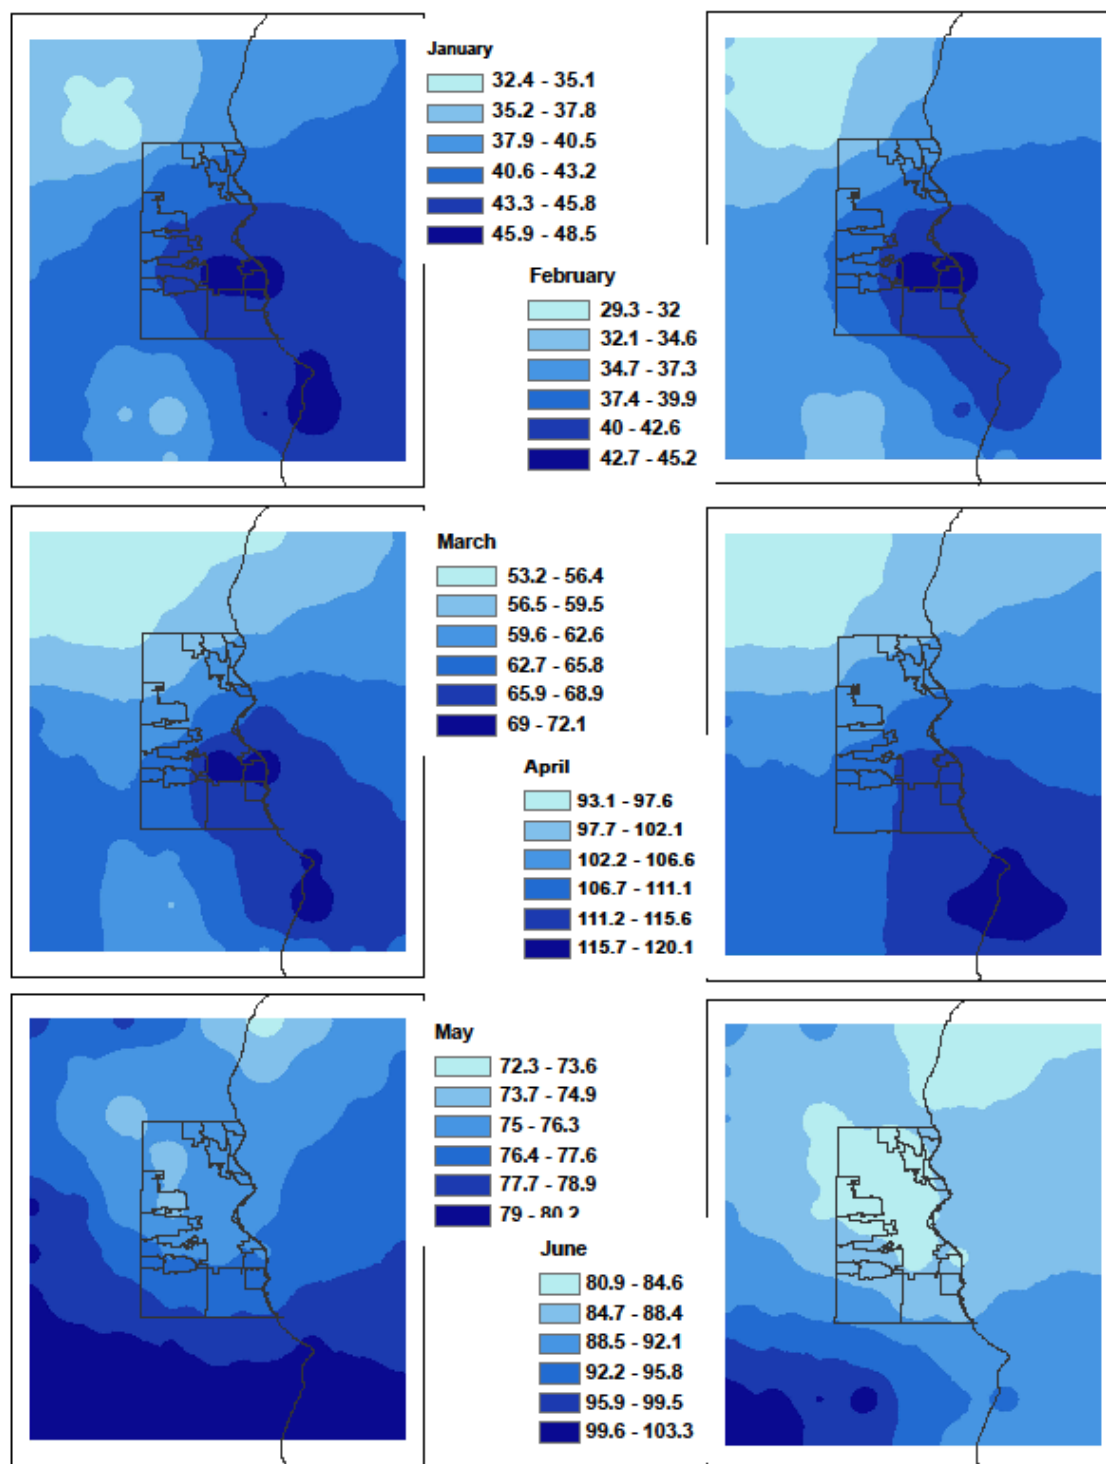 January
32.4 - 35.1
35.2 - 37.8
37.9 - 40.5
40.6 - 43.2
43.3 - 45.8
45.9 - 48.5
February
29.3 - 32
32.1 - 34.6
34.7 - 37.3
37.4 - 39.9
40 - 42.6
42.7 - 45.2
March
53.2 - 56.4
56.5 - 59.5
59.6 - 62.6
62.7 - 65.8
65.9 - 68.9
69 - 72.1
April
93.1 - 97.6
97.7 - 102.1
102.2 - 106.6
106.7 - 111.1
111.2 - 115.6
115.7 - 120.1
May
72.3 - 73.6
73.7 - 74.9
75 - 76.3
76.4 - 77.6
77.7 - 78.9
79 - 80.2
June
80.9 - 84.6
84.7 - 88.4
88.5 - 92.1
92.2 - 95.8
95.9 - 99.5
99.6 - 103.3